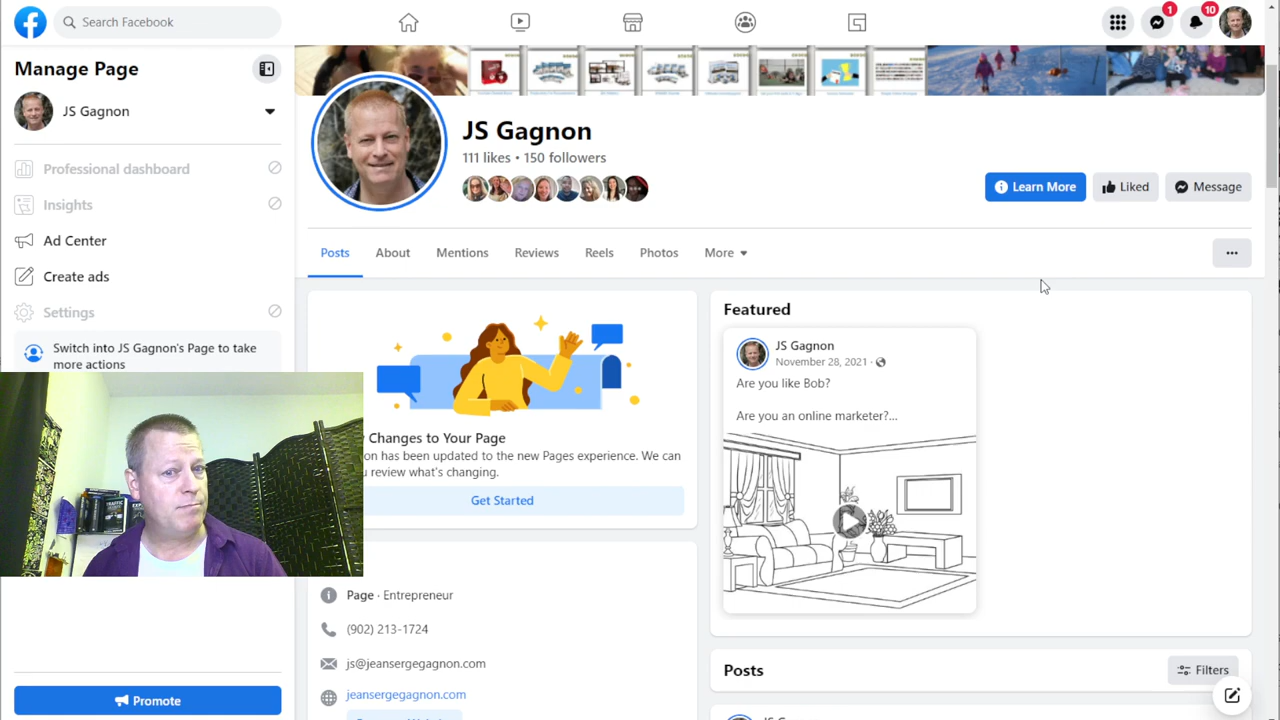 Search Facebook
1
10
Manage Page
JS Gagnon
Professional dashboard
Insights
Ad Center
Create ads
Settings
Switch into JS Gagnon's Page to take
more actions
Promote
JS Gagnon
111 likes • 150 followers
Learn More
Liked
Message
Posts
About
Mentions
Reviews
Reels
Photos
More
Changes to Your Page
on has been updated to the new Pages experience. We can
review what's changing.
Get Started
Page · Entrepreneur
(902) 213-1724
js@jeansergegagnon.com
jeansergegagnon.com
Featured
JS Gagnon
November 28, 2021 ·
Are you like Bob?
Are you an online marketer?...
Posts
Filters